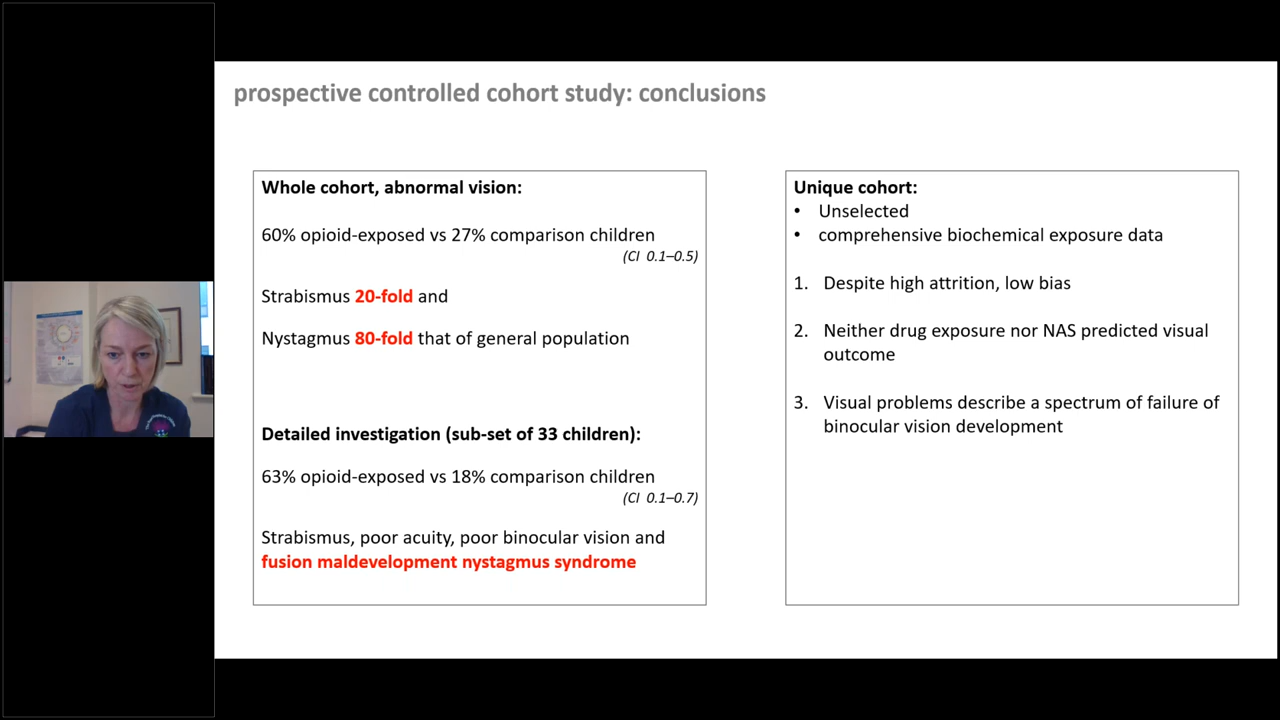 prospective controlled cohort study: conclusions
Whole cohort, abnormal vision:
60% opioid-exposed vs 27% comparison children
(CI 0.1–0.5)
Strabismus 20-fold and
Nystagmus 80-fold that of general population
Detailed investigation (sub-set of 33 children):
63% opioid-exposed vs 18% comparison children
(CI 0.1–0.7)
Strabismus, poor acuity, poor binocular vision and
fusion maldevelopment nystagmus syndrome
Unique cohort:
• Unselected
• comprehensive biochemical exposure data
1. Despite high attrition, low bias
2. Neither drug exposure nor NAS predicted visual
outcome
3. Visual problems describe a spectrum of failure of
binocular vision development